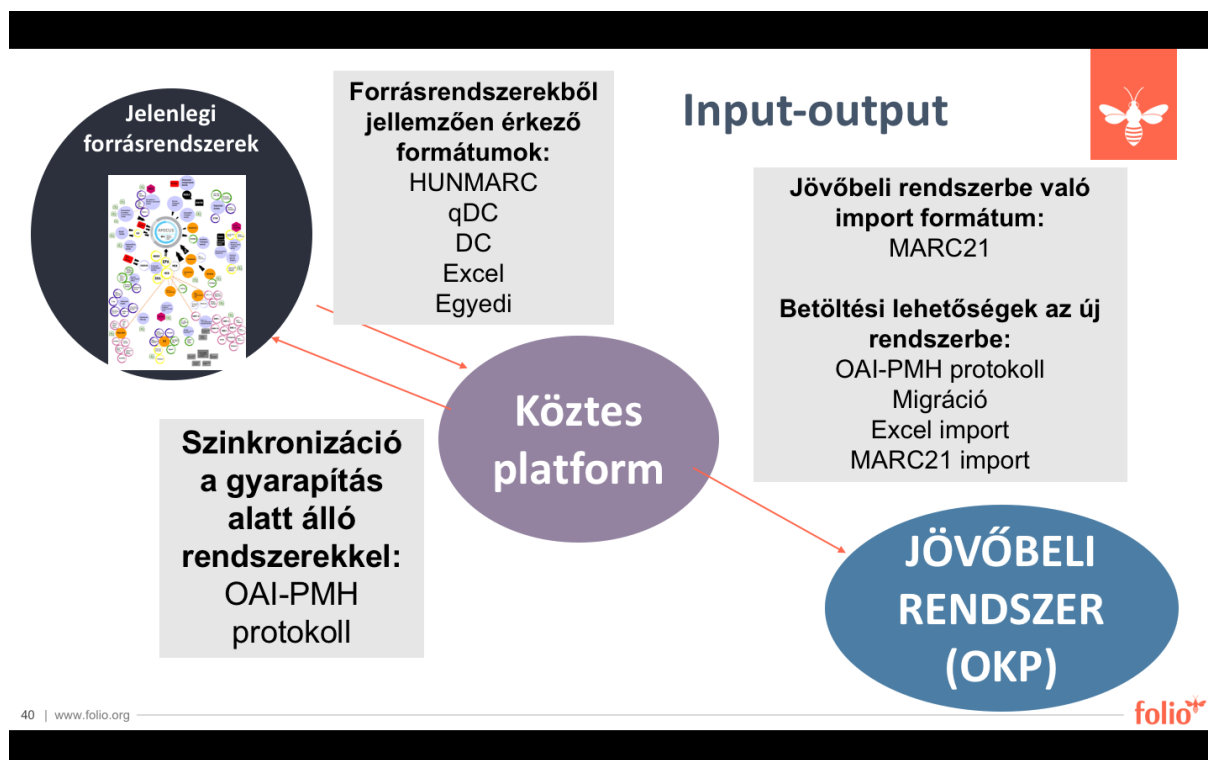 Jelenlegi
forrásrendszerek
Forrásrendszerekből
jellemzően érkező
formátumok:
HUNMARC
qDC
DC
Excel
Egyedi
Input-output
Jövőbeli rendszerbe való
import formátum:
MARC21
Betöltési lehetőségek az új
rendszerbe:
OAI-PMH protokoll
Migráció
Excel import
MARC21 import
Köztes
platform
Szinkronizáció
a gyarapítás
alatt álló
rendszerekkel:
OAI-PMH
protokoll
JÖVŐBELI
RENDSZER
(OKP)
40 | www.folio.org
folio